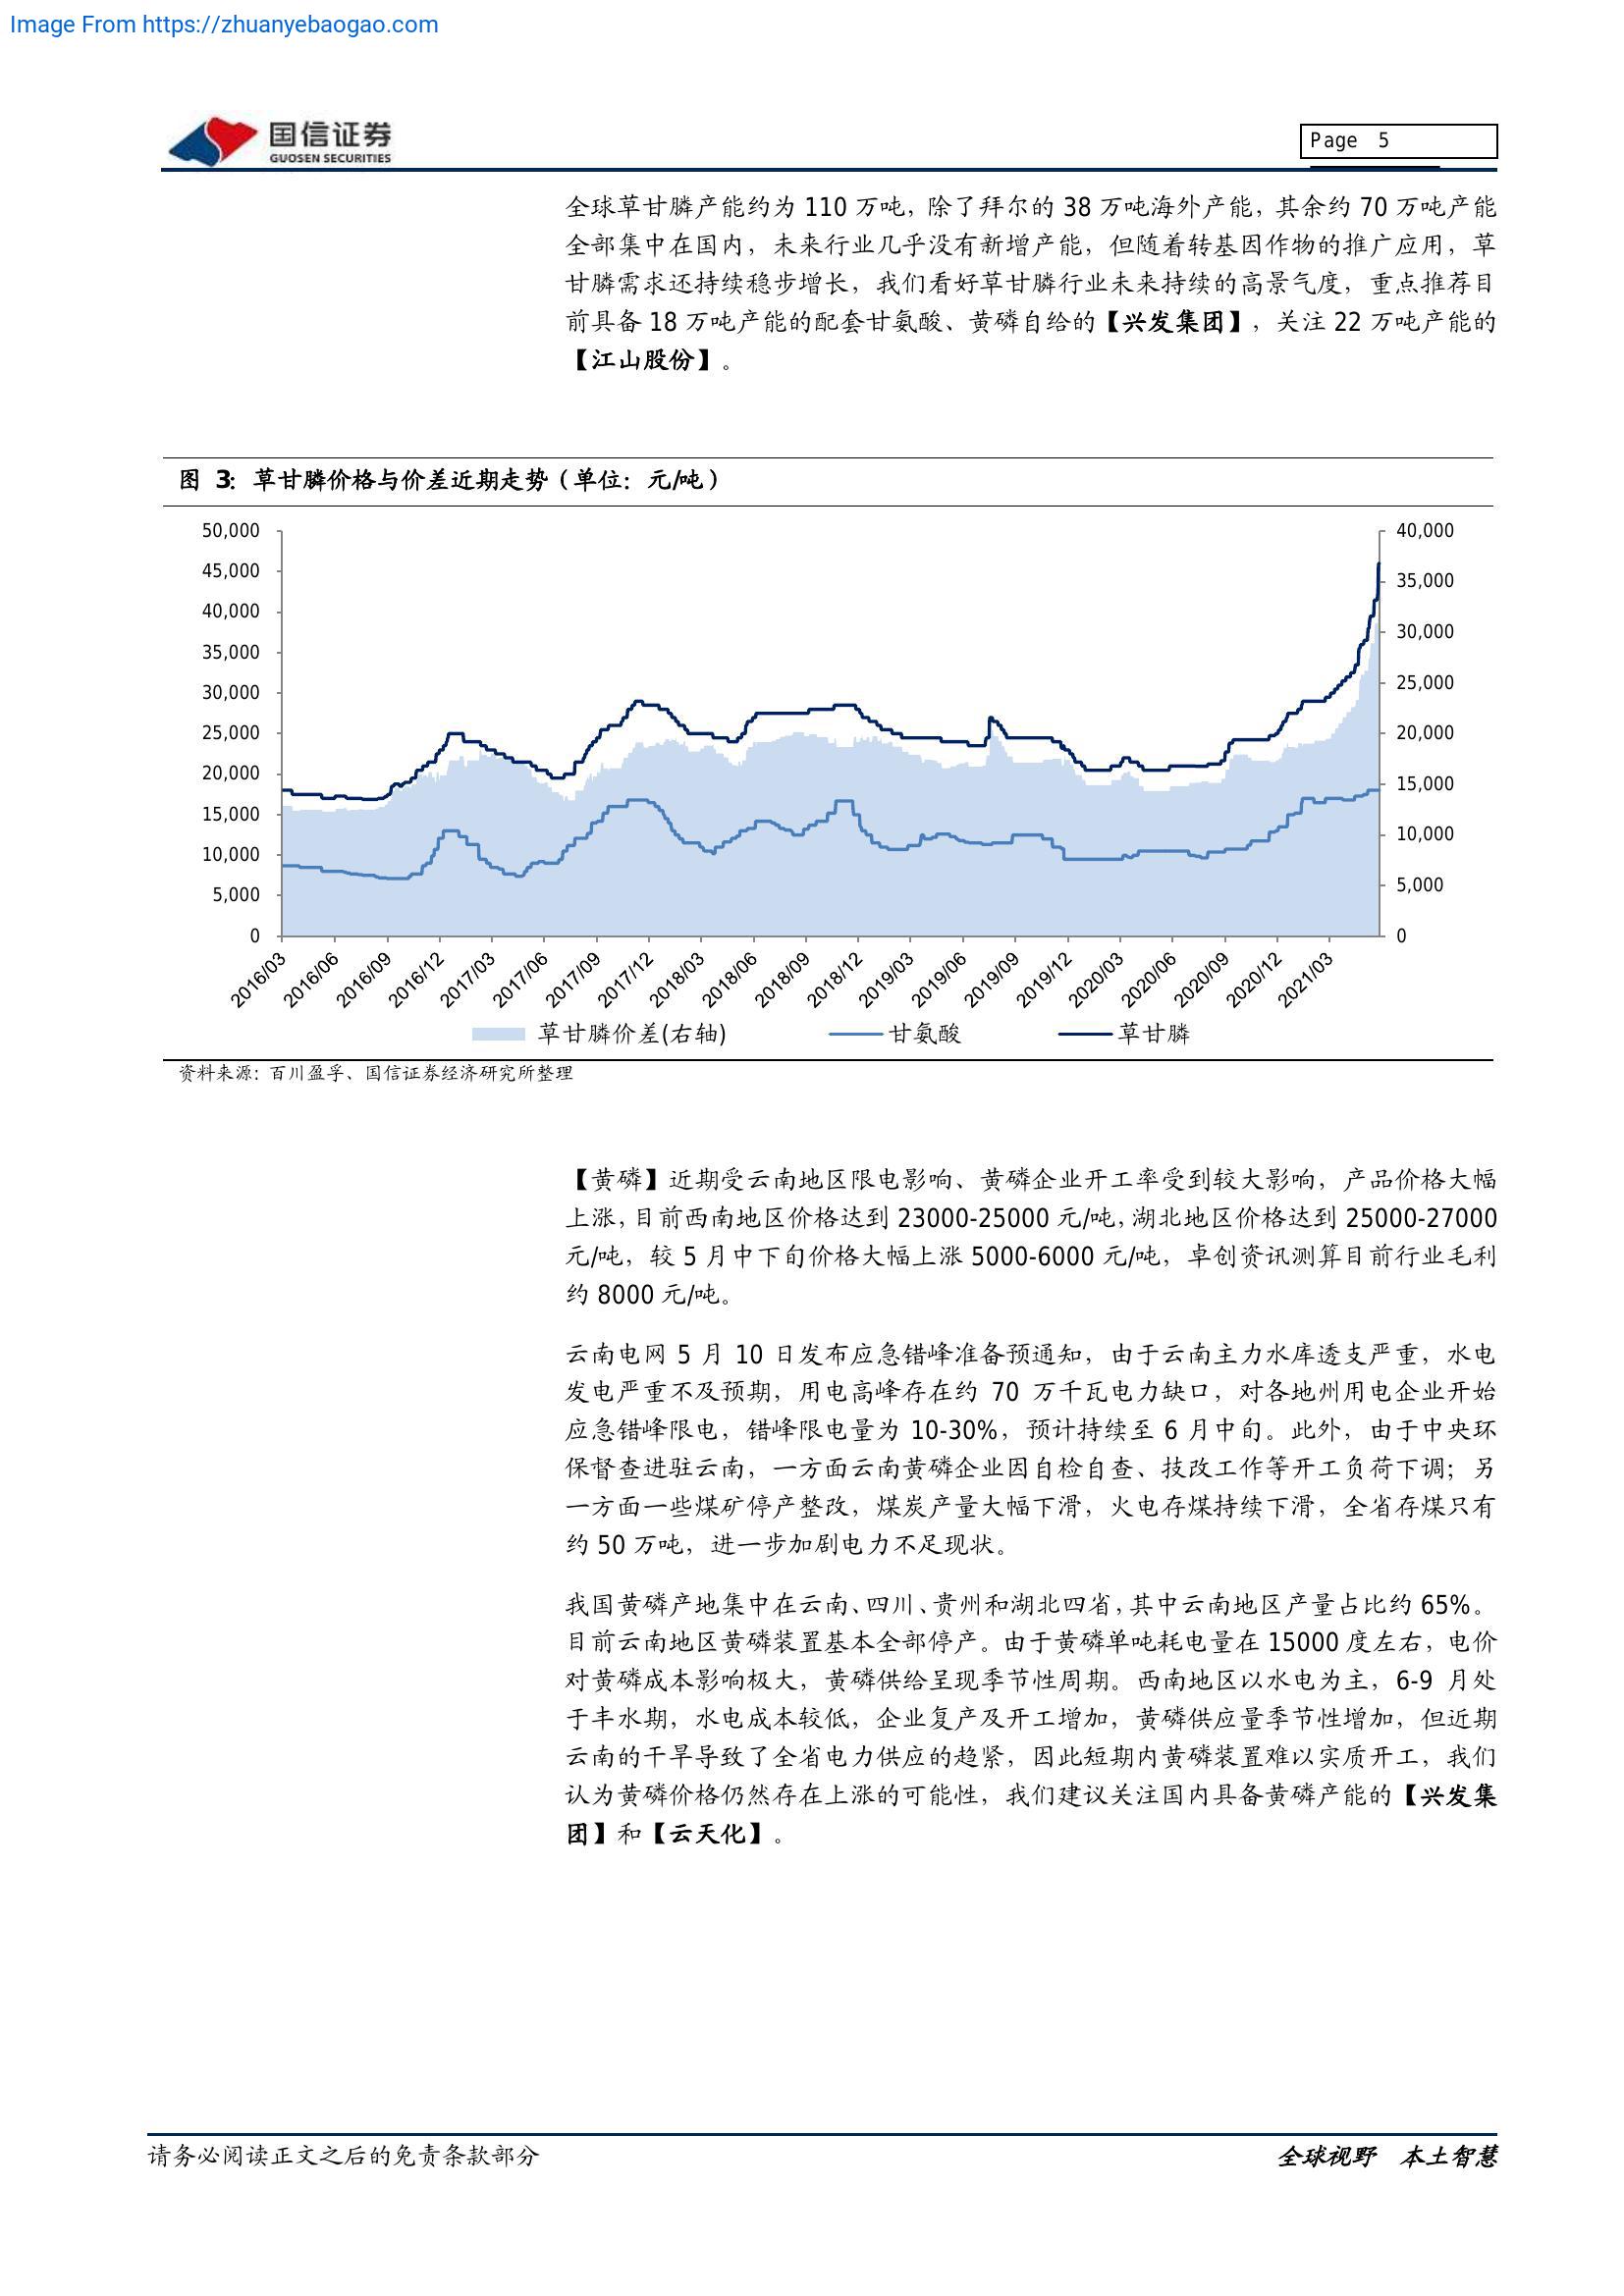 Image From https://zhuanyebaogao.com
国信证券
GUOSEN SECURITIES
Page 5
全球草甘膦产能约为 110 万吨，除了拜尔的 38 万吨海外产能，其余约 70 万吨产能
全部集中在国内，未来行业几乎没有新增产能，但随着转基因作物的推广应用，草
甘膦需求还持续稳步增长，我们看好草甘膦行业未来持续的高景气度，重点推荐目
前具备 18 万吨产能的配套甘氨酸、黄磷自给的【兴发集团】，关注 22 万吨产能的
【江山股份】。
图 3：草甘膦价格与价差近期走势（单位：元/吨）
50,000
45,000
40,000
35,000
30,000
25,000
20,000
15,000
10,000
5,000
0
40,000
35,000
30,000
25,000
20,000
15,000
10,000
5,000
0
2016/03
2016/06
2016/09
2016/12
2017/03
2017/06
2017/09
2017/12
2018/03
2018/06
2018/09
2018/12
2019/03
2019/06
2019/09
2019/12
2020/03
2020/06
2020/09
2020/12
2021/03
草甘膦价差(右轴) 甘氨酸 草甘膦
资料来源：百川盈孚、国信证券经济研究所整理
【黄磷】近期受云南地区限电影响、黄磷企业开工率受到较大影响，产品价格大幅
上涨，目前西南地区价格达到 23000-25000 元/吨，湖北地区价格达到 25000-27000
元/吨，较 5 月中下旬价格大幅上涨 5000-6000 元/吨，卓创资讯测算目前行业毛利
约 8000 元/吨。
云南电网 5 月 10 日发布应急错峰准备预通知，由于云南主力水库透支严重，水电
发电严重不及预期，用电高峰存在约 70 万千瓦电力缺口，对各地州用电企业开始
应急错峰限电，错峰限电量为 10-30%，预计持续至 6 月中旬。此外，由于中央环
保督查进驻云南，一方面云南黄磷企业因自检自查、技改工作等开工负荷下调；另
一方面一些煤矿停产整改，煤炭产量大幅下滑，火电存煤持续下滑，全省存煤只有
约 50 万吨，进一步加剧电力不足现状。
我国黄磷产地集中在云南、四川、贵州和湖北四省，其中云南地区产量占比约 65%。
目前云南地区黄磷装置基本全部停产。由于黄磷单吨耗电量在 15000 度左右，电价
对黄磷成本影响极大，黄磷供给呈现季节性周期。西南地区以水电为主，6-9 月处
于丰水期，水电成本较低，企业复产及开工增加，黄磷供应量季节性增加，但近期
云南的干旱导致了全省电力供应的趋紧，因此短期内黄磷装置难以实质开工，我们
认为黄磷价格仍然存在上涨的可能性，我们建议关注国内具备黄磷产能的【兴发集
团】和【云天化】。
请务必阅读正文之后的免责条款部分
全球视野 本土智慧